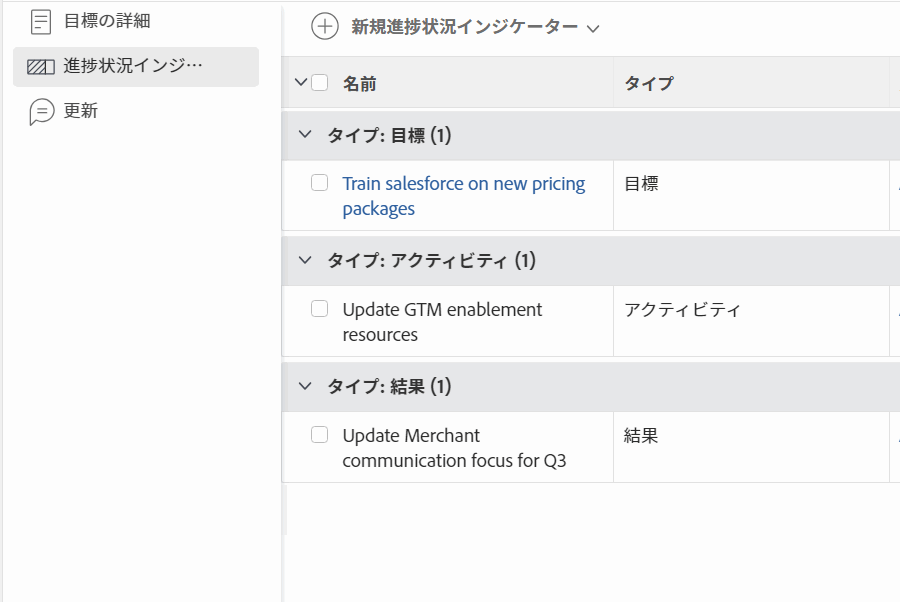 目標の詳細
進捗状況インジ…
更新
新規進捗状況インジケーター
名前
タイプ
タイプ: 目標 (1)
Train salesforce on new pricing
packages
目標
タイプ: アクティビティ (1)
Update GTM enablement
resources
アクティビティ
タイプ: 結果 (1)
Update Merchant
communication focus for Q3
結果